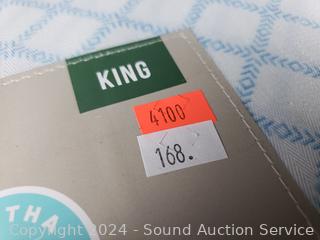 KING
4100
168.
THA
Copyright 2024 - Sound Auction Service